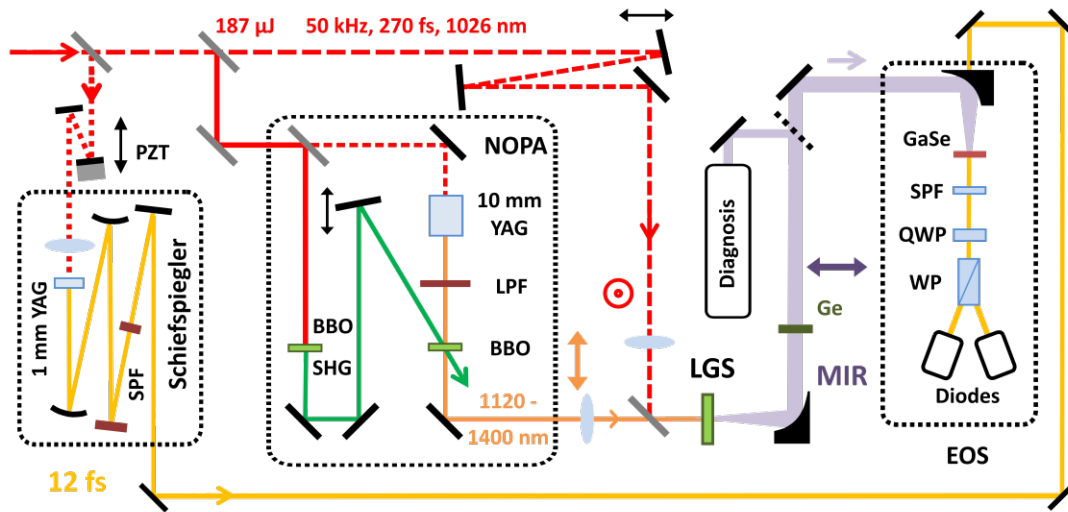 187 µJ 50 kHz, 270 fs, 1026 nm
PZT
NOPA
10 mm
YAG
LPF
BBO
SHG
BBO
1120 -
1400 nm
1 mm YAG
SPF
Schiefspiegler
12 fs
Diagnosis
LGS
Ge
MIR
GaSe
SPF
QWP
WP
Diodes
EOS